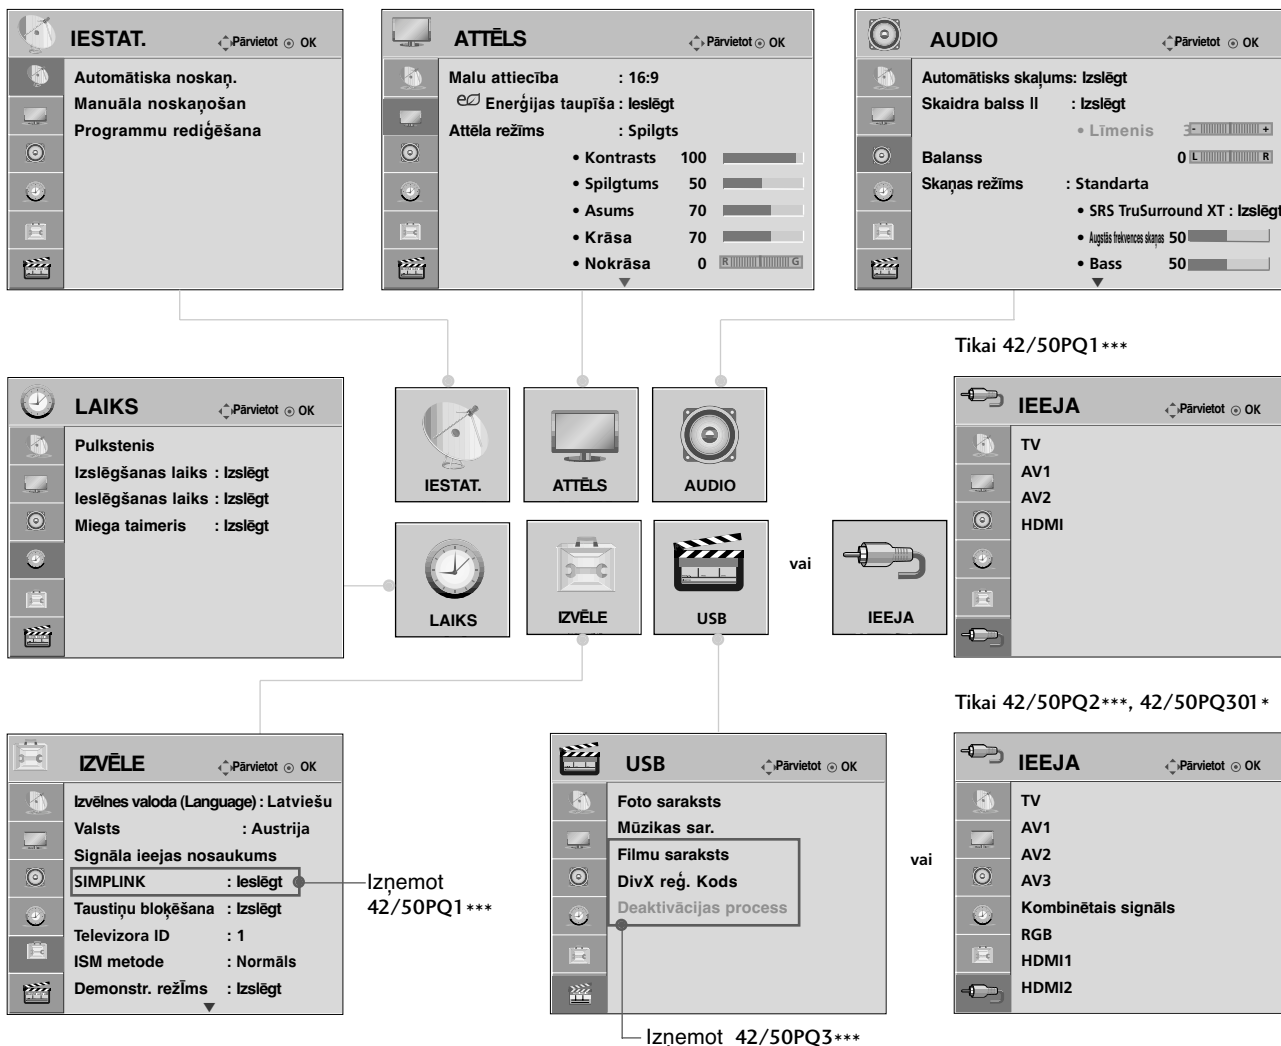 IESTAT.
Pārvietot OK
Automātiska noskaņ.
Manuāla noskaņošan
Programmu rediģēšana
ATTĒLS
Pārvietot OK
Malu attiecība : 16:9
Enerģijas taupīša : Ieslēgt
Attēla režīms : Spilgts
• Kontrasts 100
• Spilgtums 50
• Asums 70
• Krāsa 70
• Nokrāsa 0 R G
AUDIO
Pārvietot OK
Automātisks skaļums: Izslēgt
Skaidra balss II : Izslēgt
• Līmenis 3 - +
Balanss 0 L R
Skaņas režīms : Standarta
• SRS TruSurround XT : Izslēgt
• Augstās frekvences skaņas 50
• Bass 50
Tikai 42/50PQ1***
LAIKS
Pārvietot OK
Pulkstenis
Izslēgšanas laiks : Izslēgt
Ieslēgšanas laiks : Izslēgt
Miega taimeris : Izslēgt
IESTAT.
ATTĒLS
AUDIO
LAIKS
IZVĒLE
USB
vai
IEEJA
IEEJA
Pārvietot OK
TV
AV1
AV2
HDMI
Tikai 42/50PQ2***, 42/50PQ301*
IZVĒLE
Pārvietot OK
Izvēlnes valoda (Language) : Latviešu
Valsts : Austrija
Signāla ieejas nosaukums
SIMPLINK : Ieslēgt
Taustiņu bloķēšana : Izslēgt
Televizora ID : 1
ISM metode : Normāls
Demonstr. režĪms : Izslēgt
Izņemot
42/50PQ1***
USB
Pārvietot OK
Foto saraksts
Mūzikas sar.
Filmu saraksts
DivX reģ. Kods
Deaktivācijas process
Izņemot 42/50PQ3***
vai
IEEJA
Pārvietot OK
TV
AV1
AV2
AV3
Kombinētais signāls
RGB
HDMI1
HDMI2